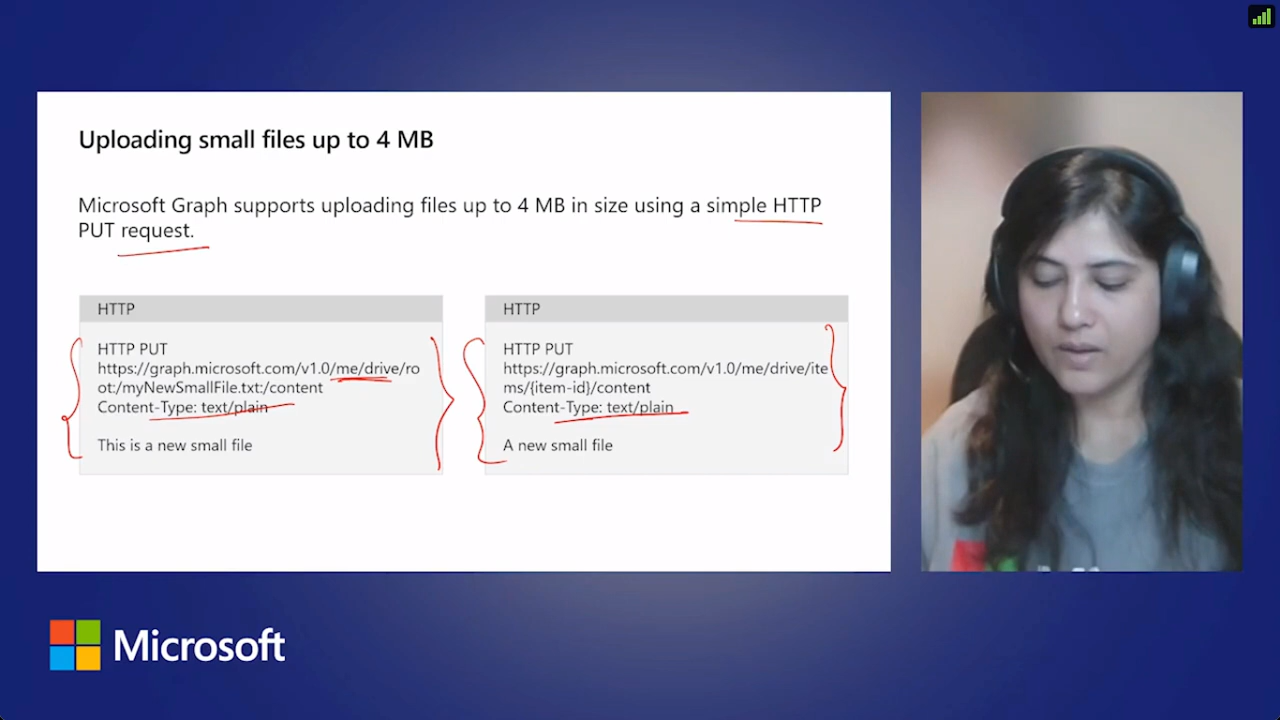 Uploading small files up to 4 MB
Microsoft Graph supports uploading files up to 4 MB in size using a simple HTTP
PUT request.
HTTP
HTTP PUT
https://graph.microsoft.com/v1.0/me/drive/ro
ot:/myNewSmallFile.txt:/content
Content-Type: text/plain
This is a new small file
HTTP
HTTP PUT
https://graph.microsoft.com/v1.0/me/drive/ite
ms/{item-id}/content
Content-Type: text/plain
A new small file
Microsoft